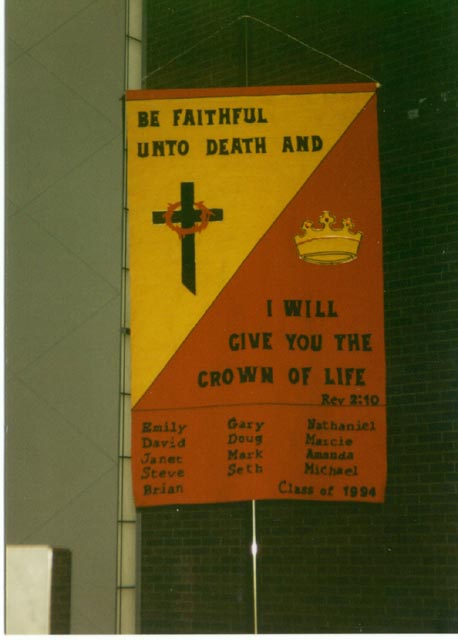 BE FAITHFUL
UNTO DEATH AND
I WILL
GIVE YOU THE
CROWN OF LIFE
Rev 2:10
Emily
David
Janet
Steve
Brian
Gary
Doug
Mark
Seth
Nathaniel
Marcie
Amanda
Michael
Class of 1994